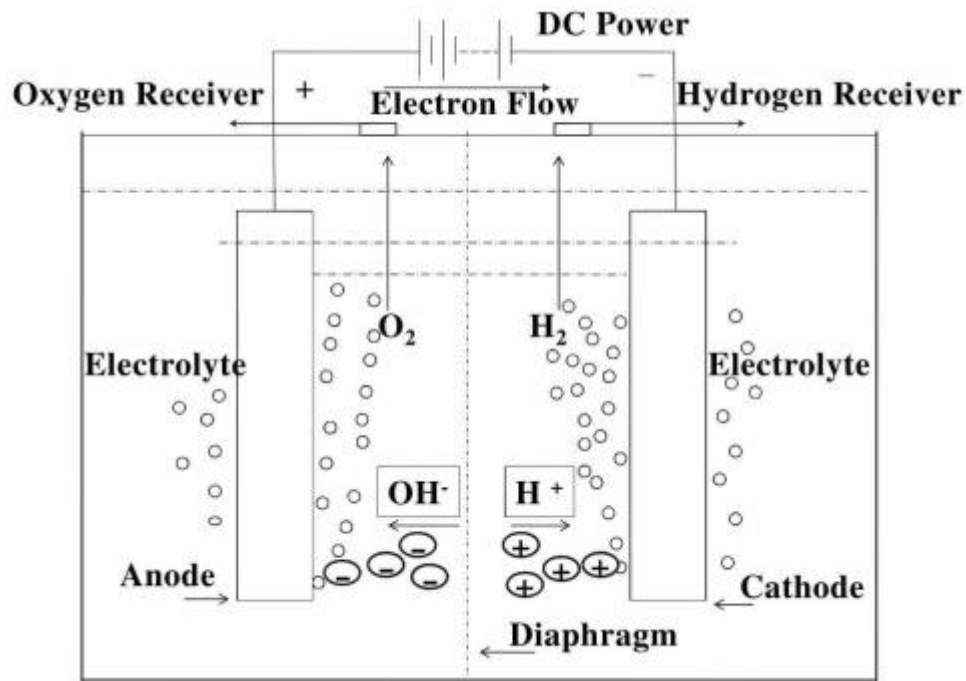 DC Power
+
−
Oxygen Receiver
Electron Flow
Hydrogen Receiver
O₂
H₂
Electrolyte
Electrolyte
OH⁻
H⁺
- - - -
+ + + +
Anode
Cathode
Diaphragm